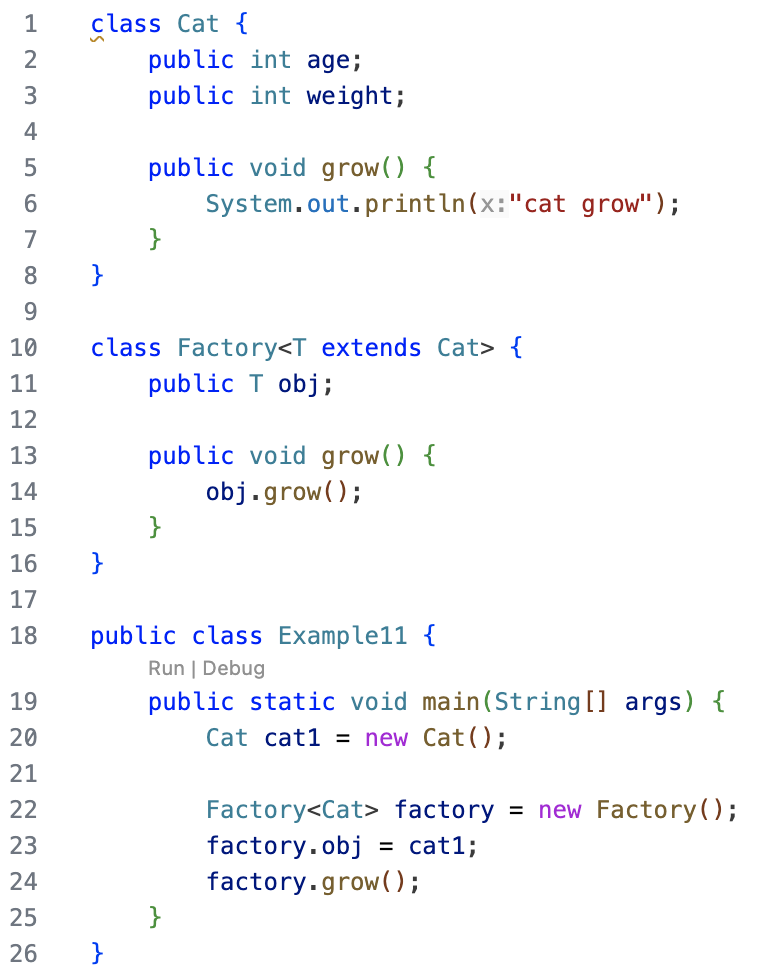 1 class Cat {
2     public int age;
3     public int weight;
4
5     public void grow() {
6         System.out.println(x:"cat grow");
7     }
8 }
9
10 class Factory<T extends Cat> {
11     public T obj;
12
13     public void grow() {
14         obj.grow();
15     }
16 }
17
18 public class Example11 {
Run | Debug
19     public static void main(String[] args) {
20         Cat cat1 = new Cat();
21
22         Factory<Cat> factory = new Factory();
23         factory.obj = cat1;
24         factory.grow();
25     }
26 }